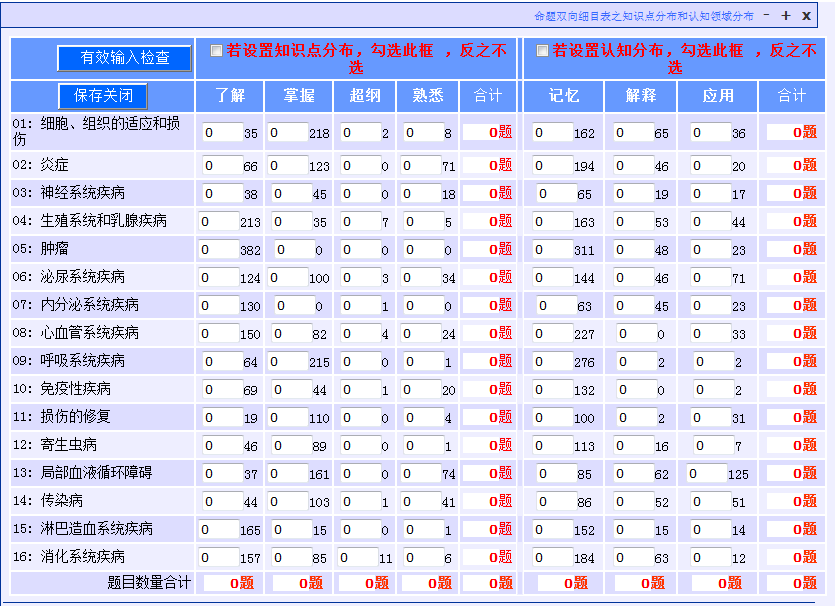 命题双向细目表之知识点分布和认知领域分布 - + x
有效输入检查 若设置知识点分布，勾选此框 ，反之不选 若设置认知分布，勾选此框 ，反之不选
保存关闭 了解 掌握 超纲 熟悉 合计 记忆 解释 应用 合计
01: 细胞、组织的适应和损伤 0 35 0 218 0 2 0 8 0题 0 162 0 65 0 36 0题
02: 炎症 0 66 0 123 0 0 0 71 0题 0 194 0 46 0 20 0题
03: 神经系统疾病 0 38 0 45 0 0 0 18 0题 0 65 0 19 0 17 0题
04: 生殖系统和乳腺疾病 0 213 0 35 0 7 0 5 0题 0 163 0 53 0 44 0题
05: 肿瘤 0 382 0 0 0 0 0 0 0题 0 311 0 48 0 23 0题
06: 泌尿系统疾病 0 124 0 100 0 3 0 34 0题 0 144 0 46 0 71 0题
07: 内分泌系统疾病 0 130 0 0 0 1 0 0 0题 0 63 0 45 0 23 0题
08: 心血管系统疾病 0 150 0 82 0 4 0 24 0题 0 227 0 0 0 33 0题
09: 呼吸系统疾病 0 64 0 215 0 0 0 1 0题 0 276 0 2 0 2 0题
10: 免疫性疾病 0 69 0 44 0 1 0 20 0题 0 132 0 0 0 2 0题
11: 损伤的修复 0 19 0 110 0 0 0 4 0题 0 100 0 2 0 31 0题
12: 寄生虫病 0 46 0 89 0 0 0 1 0题 0 113 0 16 0 7 0题
13: 局部血液循环障碍 0 37 0 161 0 0 0 74 0题 0 85 0 62 0 125 0题
14: 传染病 0 44 0 103 0 1 0 41 0题 0 86 0 52 0 51 0题
15: 淋巴造血系统疾病 0 165 0 15 0 0 0 1 0题 0 152 0 15 0 14 0题
16: 消化系统疾病 0 157 0 85 0 11 0 6 0题 0 184 0 63 0 12 0题
题目数量合计 0题 0题 0题 0题 0题 0题 0题 0题 0题